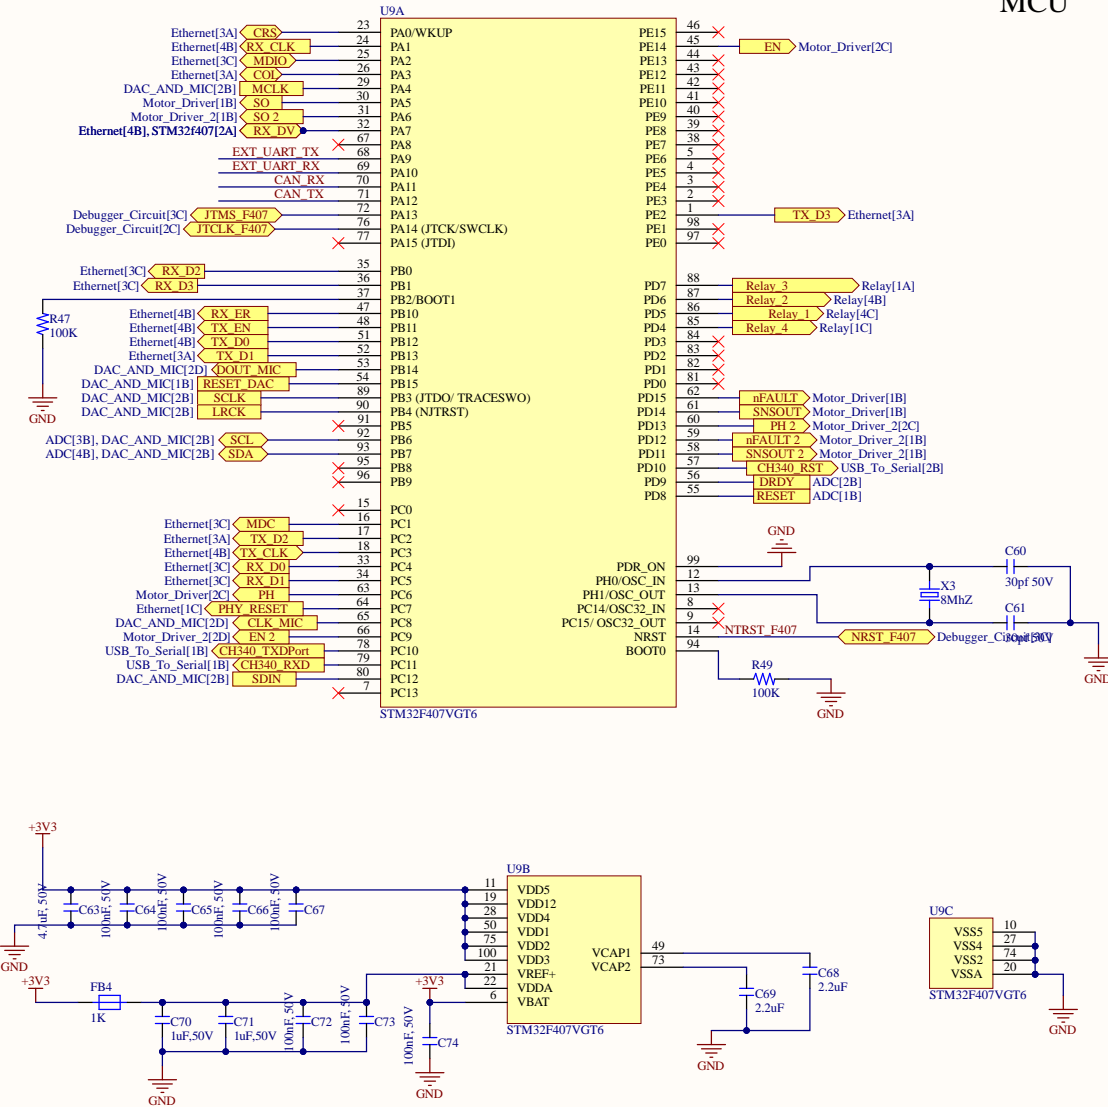 MCU
U9A
Ethernet[3A] CRS 23 PA0/WKUP PE15 46
Ethernet[4B] RX_CLK 24 PA1 PE14 45 EN Motor_Driver[2C]
Ethernet[3C] MDIO 25 PA2 PE13 44
Ethernet[3A] COL 26 PA3 PE12 43
DAC_AND_MIC[2B] MCLK 29 PA4 PE11 42
Motor_Driver[1B] SO 30 PA5 PE10 41
Motor_Driver_2[1B] SO 2 31 PA6 PE9 40
Ethernet[4B], STM32f407[2A] RX_DV 32 PA7 PE8 39
67 PA8 PE7 38
EXT_UART_TX 68 PA9 PE6 5
EXT_UART_RX 69 PA10 PE5 4
CAN_RX 70 PA11 PE4 3
CAN_TX 71 PA12 PE3 2
Debugger_Circuit[3C] JTMS_F407 72 PA13 PE2 1 TX_D3 Ethernet[3A]
Debugger_Circuit[2C] JTCLK_F407 76 PA14 (JTCK/SWCLK) PE1 98
77 PA15 (JTDI) PE0 97
Ethernet[3C] RX_D2 35 PB0
Ethernet[3C] RX_D3 36 PB1 PD7 88 Relay_3 Relay[1A]
37 PB2/BOOT1 PD6 87 Relay_2 Relay[4B]
Ethernet[4B] RX_ER 47 PB10 PD5 86 Relay_1 Relay[4C]
R47
100K
GND
Ethernet[4B] TX_EN 48 PB11 PD4 85 Relay_4 Relay[1C]
Ethernet[4B] TX_D0 51 PB12 PD3 84
Ethernet[3A] TX_D1 52 PB13 PD2 83
DAC_AND_MIC[2D] DOUT_MIC 53 PB14 PD1 82
DAC_AND_MIC[1B] RESET_DAC 54 PB15 PD0 81
DAC_AND_MIC[2B] SCLK 89 PB3 (JTDO/ TRACESWO) PD15 62 nFAULT Motor_Driver[1B]
DAC_AND_MIC[2B] LRCK 90 PB4 (NJTRST) PD14 61 SNSOUT Motor_Driver[1B]
91 PB5 PD13 60 PH 2 Motor_Driver_2[2C]
ADC[3B], DAC_AND_MIC[2B] SCL 92 PB6 PD12 59 nFAULT 2 Motor_Driver_2[1B]
ADC[4B], DAC_AND_MIC[2B] SDA 93 PB7 PD11 58 SNSOUT 2 Motor_Driver_2[1B]
95 PB8 PD10 57 CH340_RST USB_To_Serial[2B]
96 PB9 PD9 56 DRDY ADC[2B]
PD8 55 RESET ADC[1B]
15 PC0
Ethernet[3C] MDC 16 PC1
Ethernet[3A] TX_D2 17 PC2
Ethernet[4B] TX_CLK 18 PC3
Ethernet[3C] RX_D0 33 PC4 PDR_ON 99 GND
Ethernet[3C] RX_D1 34 PC5 PH0/OSC_IN 12
Motor_Driver[2C] PH 63 PC6 PH1/OSC_OUT 13
Ethernet[1C] PHY_RESET 64 PC7 PC14/OSC32_IN 8
DAC_AND_MIC[2D] CLK_MIC 65 PC8 PC15/ OSC32_OUT 9
Motor_Driver_2[2D] EN 2 66 PC9 NRST 14 NTRST_F407 NRST_F407
USB_To_Serial[1B] CH340_TXDPort 78 PC10 BOOT0 94
USB_To_Serial[1B] CH340_RXD 79 PC11
DAC_AND_MIC[2B] SDIN 80 PC12
7 PC13
STM32F407VGT6
C60
30pf 50V
X3
8MhZ
C61
GND
R49
100K
GND
+3V3
4.7uF, 50V C63 100nF, 50V C64 100nF, 50V C65 100nF, 50V C66 100nF, 50V C67
GND
U9B
11 VDD5
19 VDD12
28 VDD4
50 VDD1
75 VDD2 VCAP1 49
100 VDD3 VCAP2 73
21 VREF+
22 VDDA
6 VBAT
STM32F407VGT6
C68
2.2uF
C69
2.2uF
GND
U9C
VSS5 10
VSS4 27
VSS2 74
VSSA 20
STM32F407VGT6
GND
+3V3
FB4
1K
C70
1uF,50V
C71
1uF,50V
100nF, 50V C72
100nF, 50V C73
GND
+3V3
100nF, 50V C74
GND